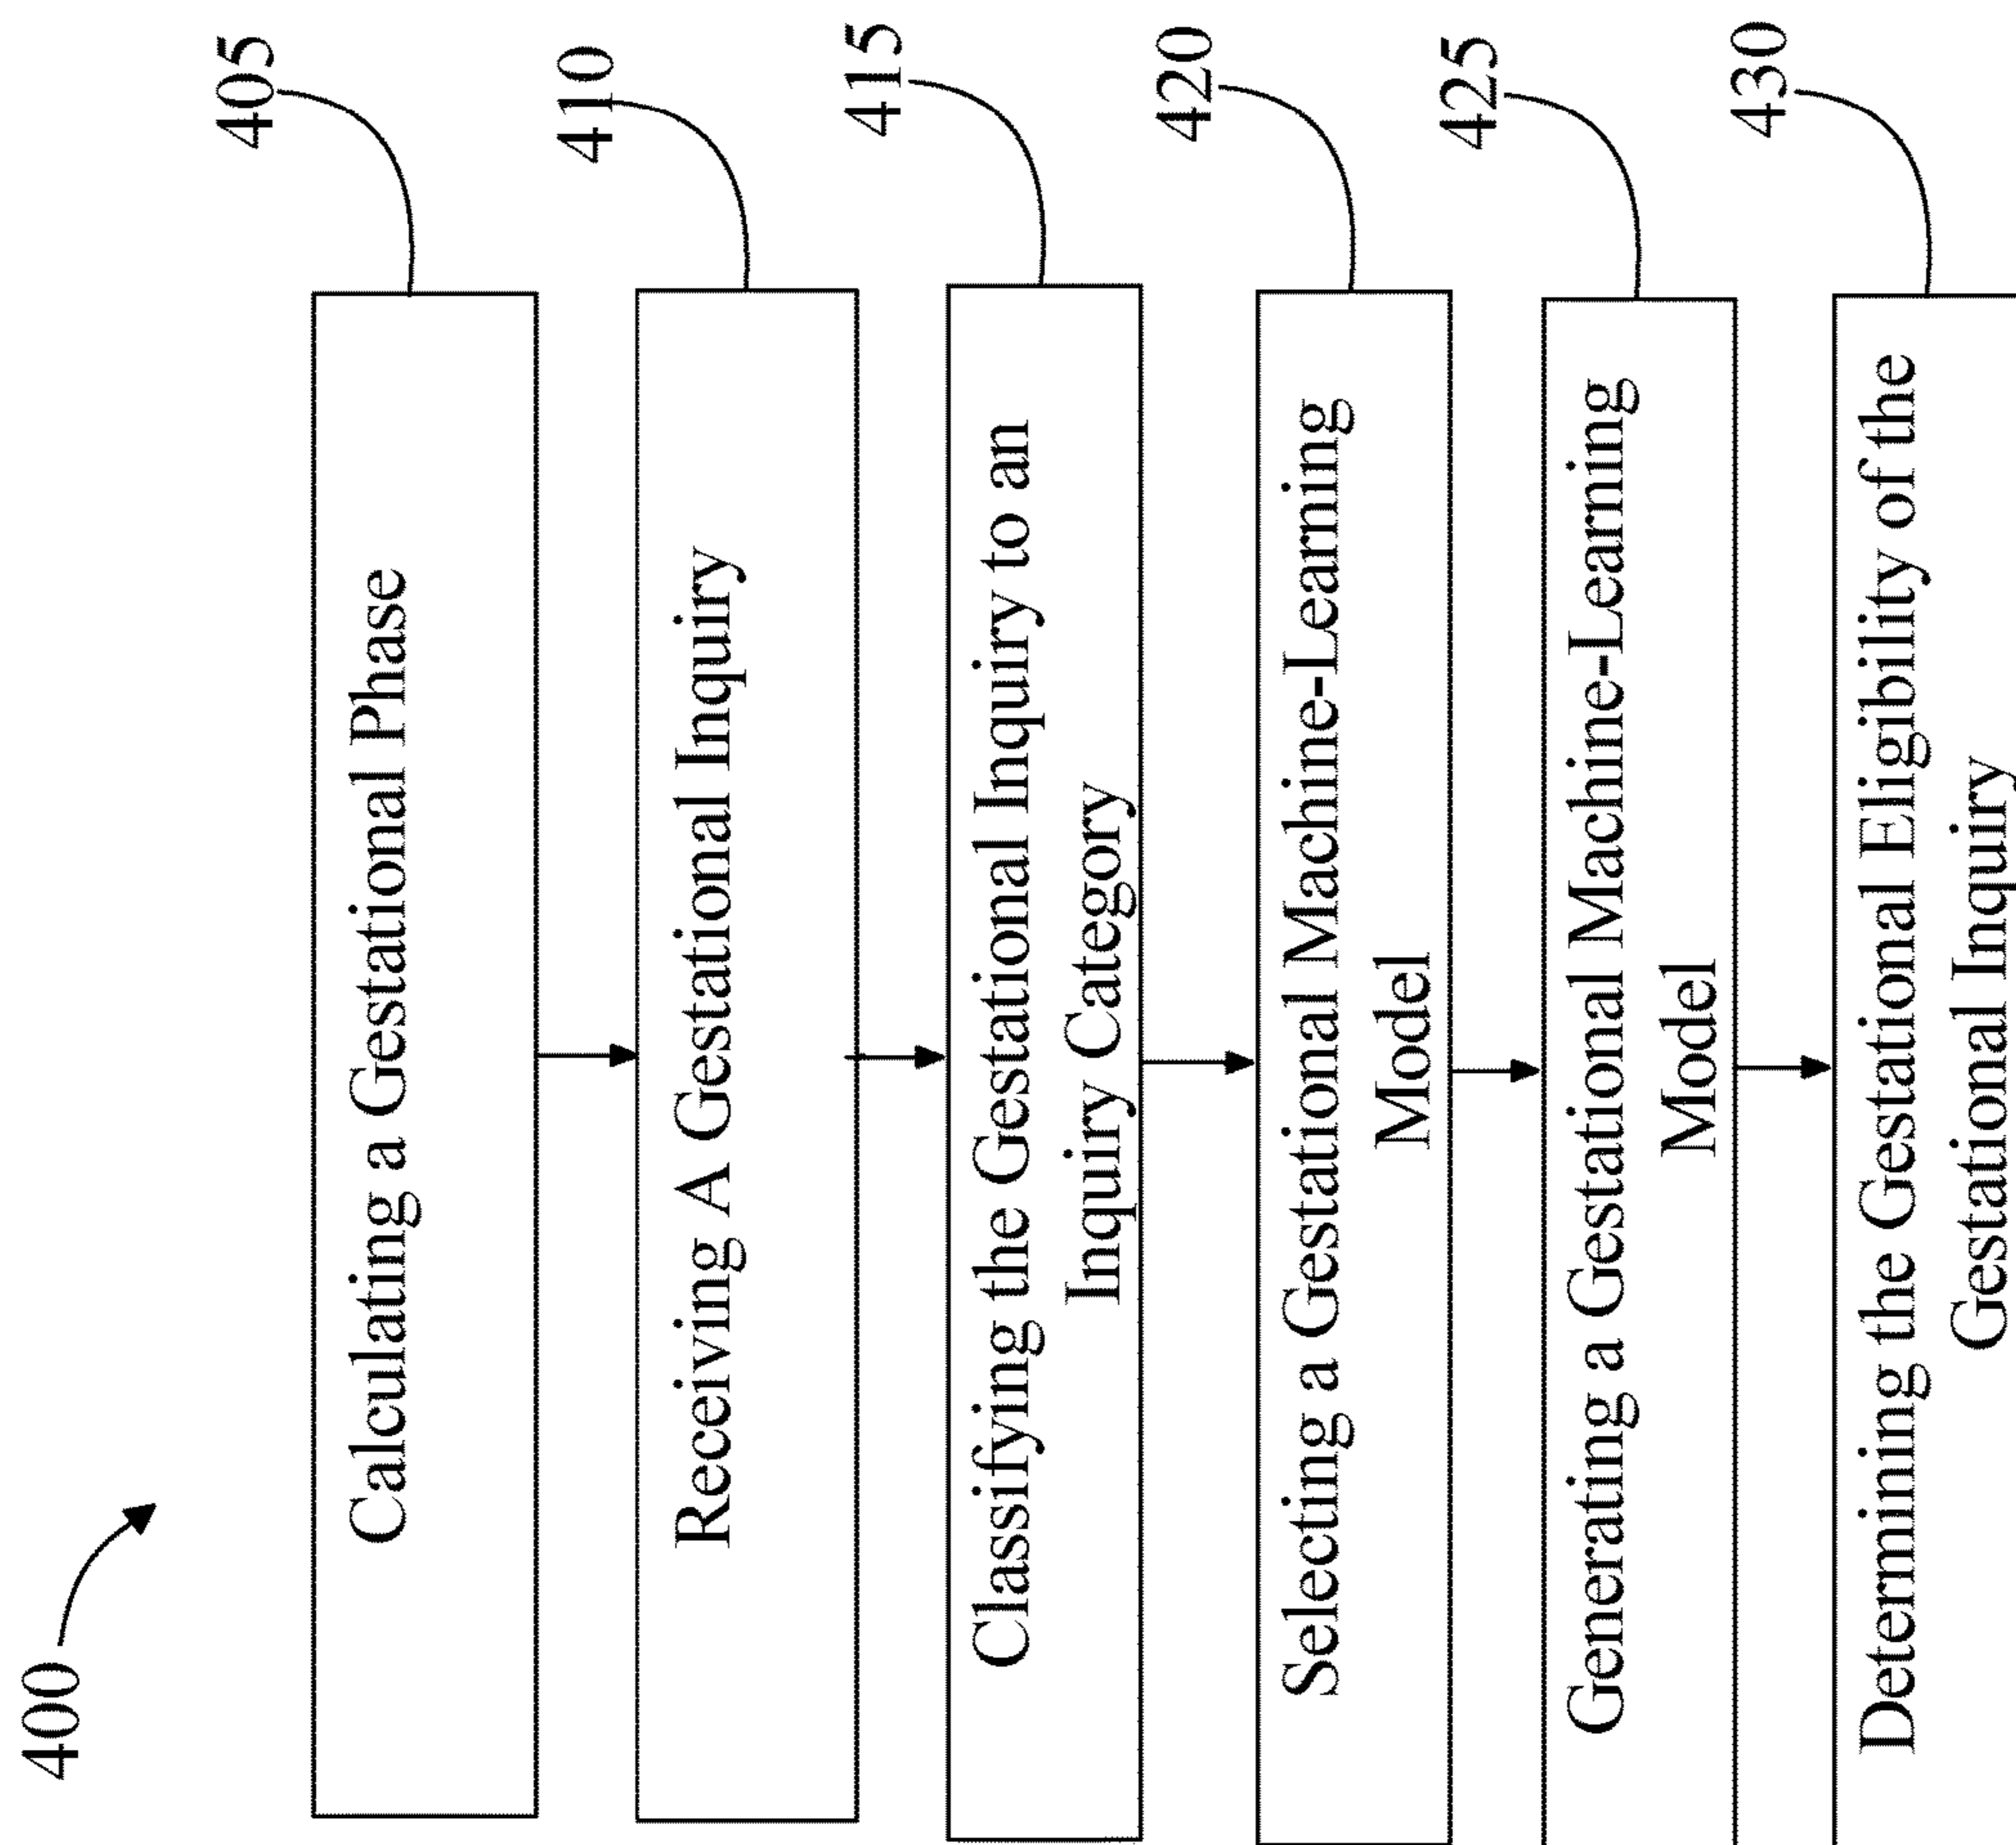 400
405
Calculating a Gestational Phase
410
Receiving A Gestational Inquiry
415
Classifying the Gestational Inquiry to an
Inquiry Category
420
Selecting a Gestational Machine-Learning
Model
425
Generating a Gestational Machine-Learning
Model
430
Determining the Gestational Eligibility of the
Gestational Inquiry